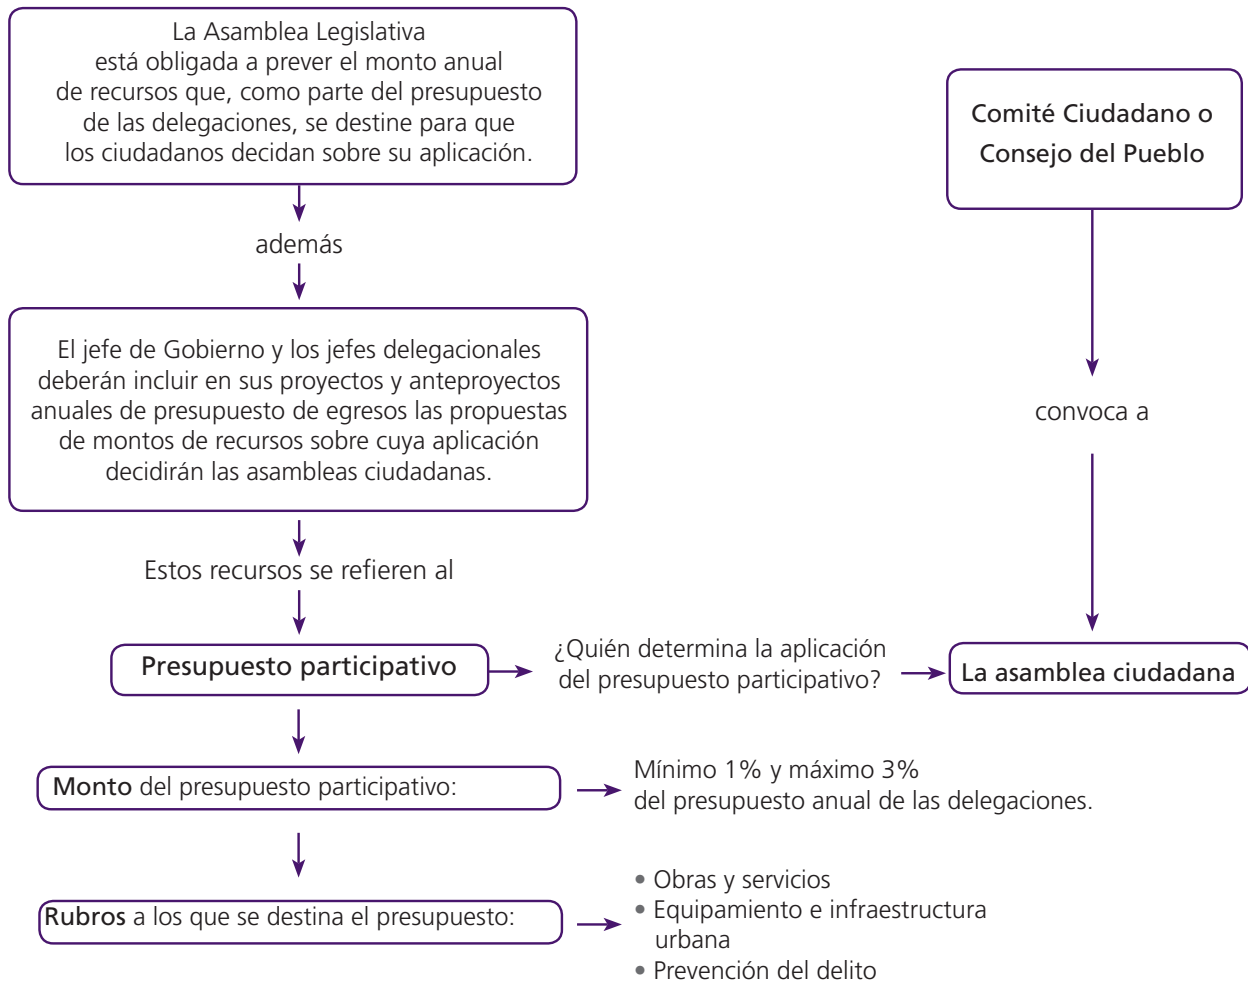 La Asamblea Legislativa
está obligada a prever el monto anual
de recursos que, como parte del presupuesto
de las delegaciones, se destine para que
los ciudadanos decidan sobre su aplicación.
además
El jefe de Gobierno y los jefes delegacionales
deberán incluir en sus proyectos y anteproyectos
anuales de presupuesto de egresos las propuestas
de montos de recursos sobre cuya aplicación
decidirán las asambleas ciudadanas.
Estos recursos se refieren al
Presupuesto participativo
¿Quién determina la aplicación
del presupuesto participativo?
Comité Ciudadano o
Consejo del Pueblo
convoca a
La asamblea ciudadana
Monto del presupuesto participativo:
Mínimo 1% y máximo 3%
del presupuesto anual de las delegaciones.
Rubros a los que se destina el presupuesto:
• Obras y servicios
• Equipamiento e infraestructura
urbana
• Prevención del delito